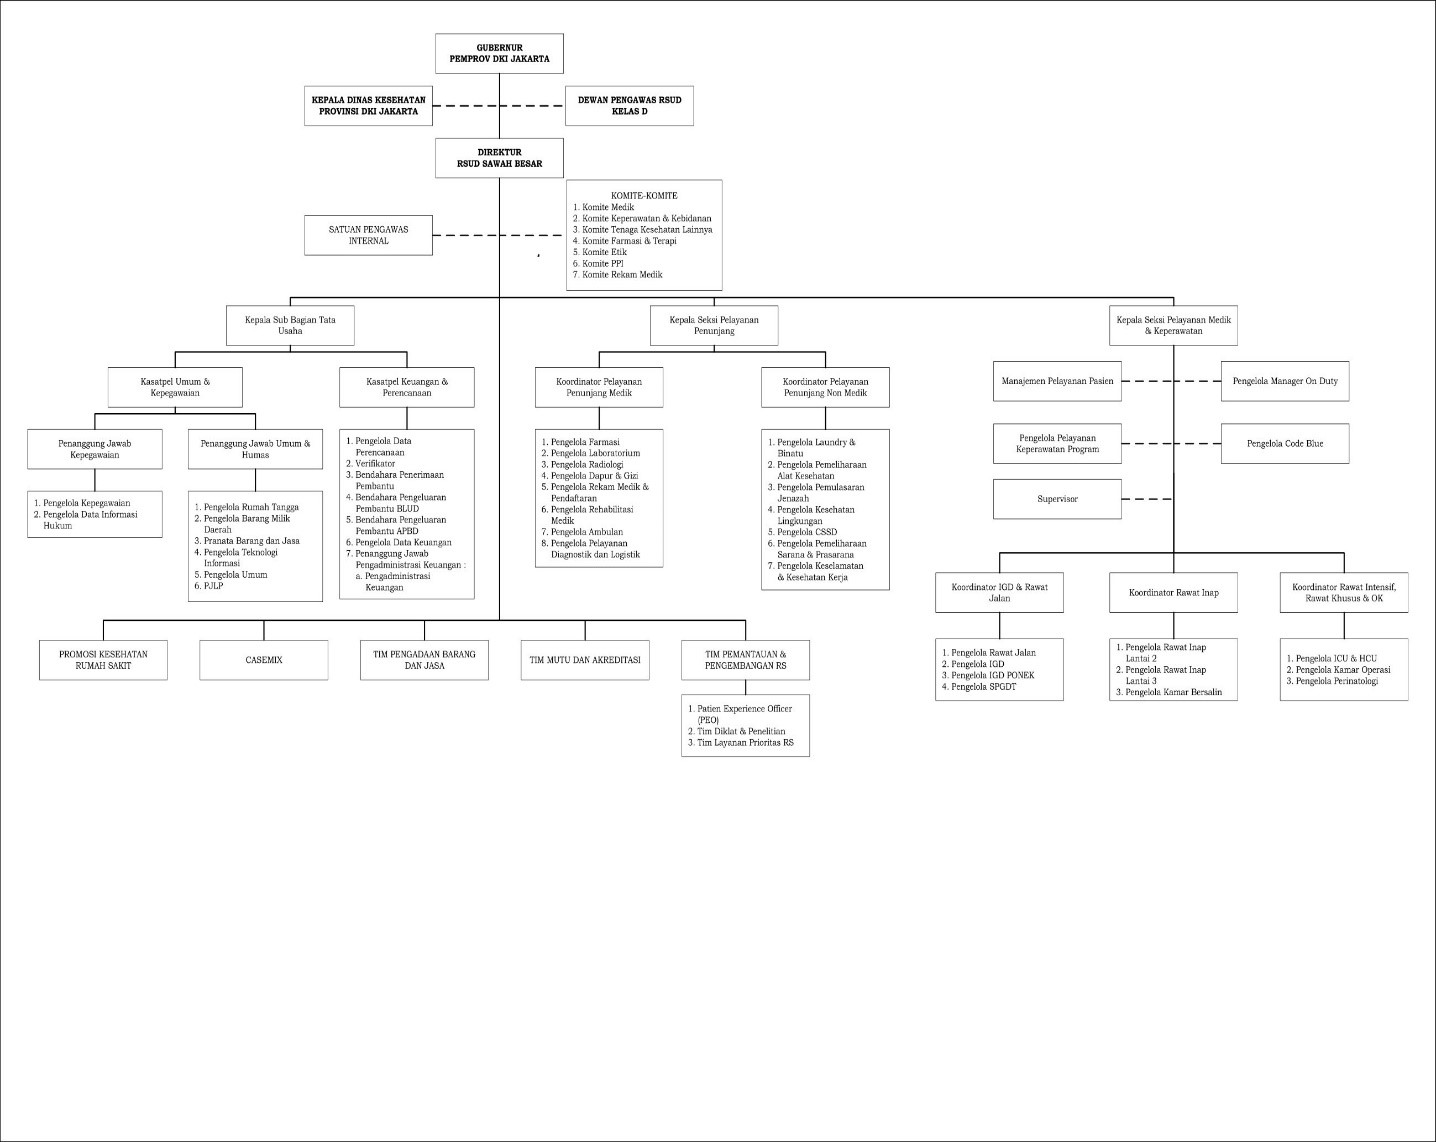 GUBERNUR
PEMPROV DKI JAKARTA
KEPALA DINAS KESEHATAN
PROVINSI DKI JAKARTA
DEWAN PENGAWAS RSUD
KELAS D
DIREKTUR
RSUD SAWAH BESAR
SATUAN PENGAWAS
INTERNAL
KOMITE-KOMITE
1. Komite Medik
2. Komite Keperawatan & Kebidanan
3. Komite Tenaga Kesehatan Lainnya
4. Komite Farmasi & Terapi
5. Komite Etik
6. Komite PPI
7. Komite Rekam Medik
Kepala Sub Bagian Tata
Usaha
Kepala Seksi Pelayanan
Penunjang
Kepala Seksi Pelayanan Medik
& Keperawatan
Kasatpel Umum &
Kepegawaian
Kasatpel Keuangan &
Perencanaan
Koordinator Pelayanan
Penunjang Medik
Koordinator Pelayanan
Penunjang Non Medik
Manajemen Pelayanan Pasien
Pengelola Manager On Duty
Penanggung Jawab
Kepegawaian
Penanggung Jawab Umum &
Humas
1. Pengelola Data
Perencanaan
2. Verifikator
3. Bendahara Penerimaan
Pembantu
4. Bendahara Pengeluaran
Pembantu BLUD
5. Bendahara Pengeluaran
Pembantu APBD
6. Pengelola Data Keuangan
7. Penanggung Jawab
Pengadministrasi Keuangan :
a. Pengadministrasi
Keuangan
1. Pengelola Farmasi
2. Pengelola Laboratorium
3. Pengelola Radiologi
4. Pengelola Dapur & Gizi
5. Pengelola Rekam Medik &
Pendaftaran
6. Pengelola Rehabilitasi
Medik
7. Pengelola Ambulan
8. Pengelola Pelayanan
Diagnostik dan Logistik
1. Pengelola Laundry &
Binatu
2. Pengelola Pemeliharaan
Alat Kesehatan
3. Pengelola Pemulasaran
Jenazah
4. Pengelola Kesehatan
Lingkungan
5. Pengelola CSSD
6. Pengelola Pemeliharaan
Sarana & Prasarana
7. Pengelola Keselamatan
& Kesehatan Kerja
Pengelola Pelayanan
Keperawatan Program
Pengelola Code Blue
Supervisor
1. Pengelola Kepegawaian
2. Pengelola Data Informasi
Hukum
1. Pengelola Rumah Tangga
2. Pengelola Barang Milik
Daerah
3. Pranata Barang dan Jasa
4. Pengelola Teknologi
Informasi
5. Pengelola Umum
6. PJLP
Koordinator IGD & Rawat
Jalan
Koordinator Rawat Inap
Koordinator Rawat Intensif,
Rawat Khusus & OK
1. Pengelola Rawat Jalan
2. Pengelola IGD
3. Pengelola IGD PONEK
4. Pengelola SPGDT
1. Pengelola Rawat Inap
Lantai 2
2. Pengelola Rawat Inap
Lantai 3
3. Pengelola Kamar Bersalin
1. Pengelola ICU & HCU
2. Pengelola Kamar Operasi
3. Pengelola Perinatologi
PROMOSI KESEHATAN
RUMAH SAKIT
CASEMIX
TIM PENGADAAN BARANG
DAN JASA
TIM MUTU DAN AKREDITASI
TIM PEMANTAUAN &
PENGEMBANGAN RS
1. Patien Experience Officer
(PEO)
2. Tim Diklat & Penelitian
3. Tim Layanan Prioritas RS